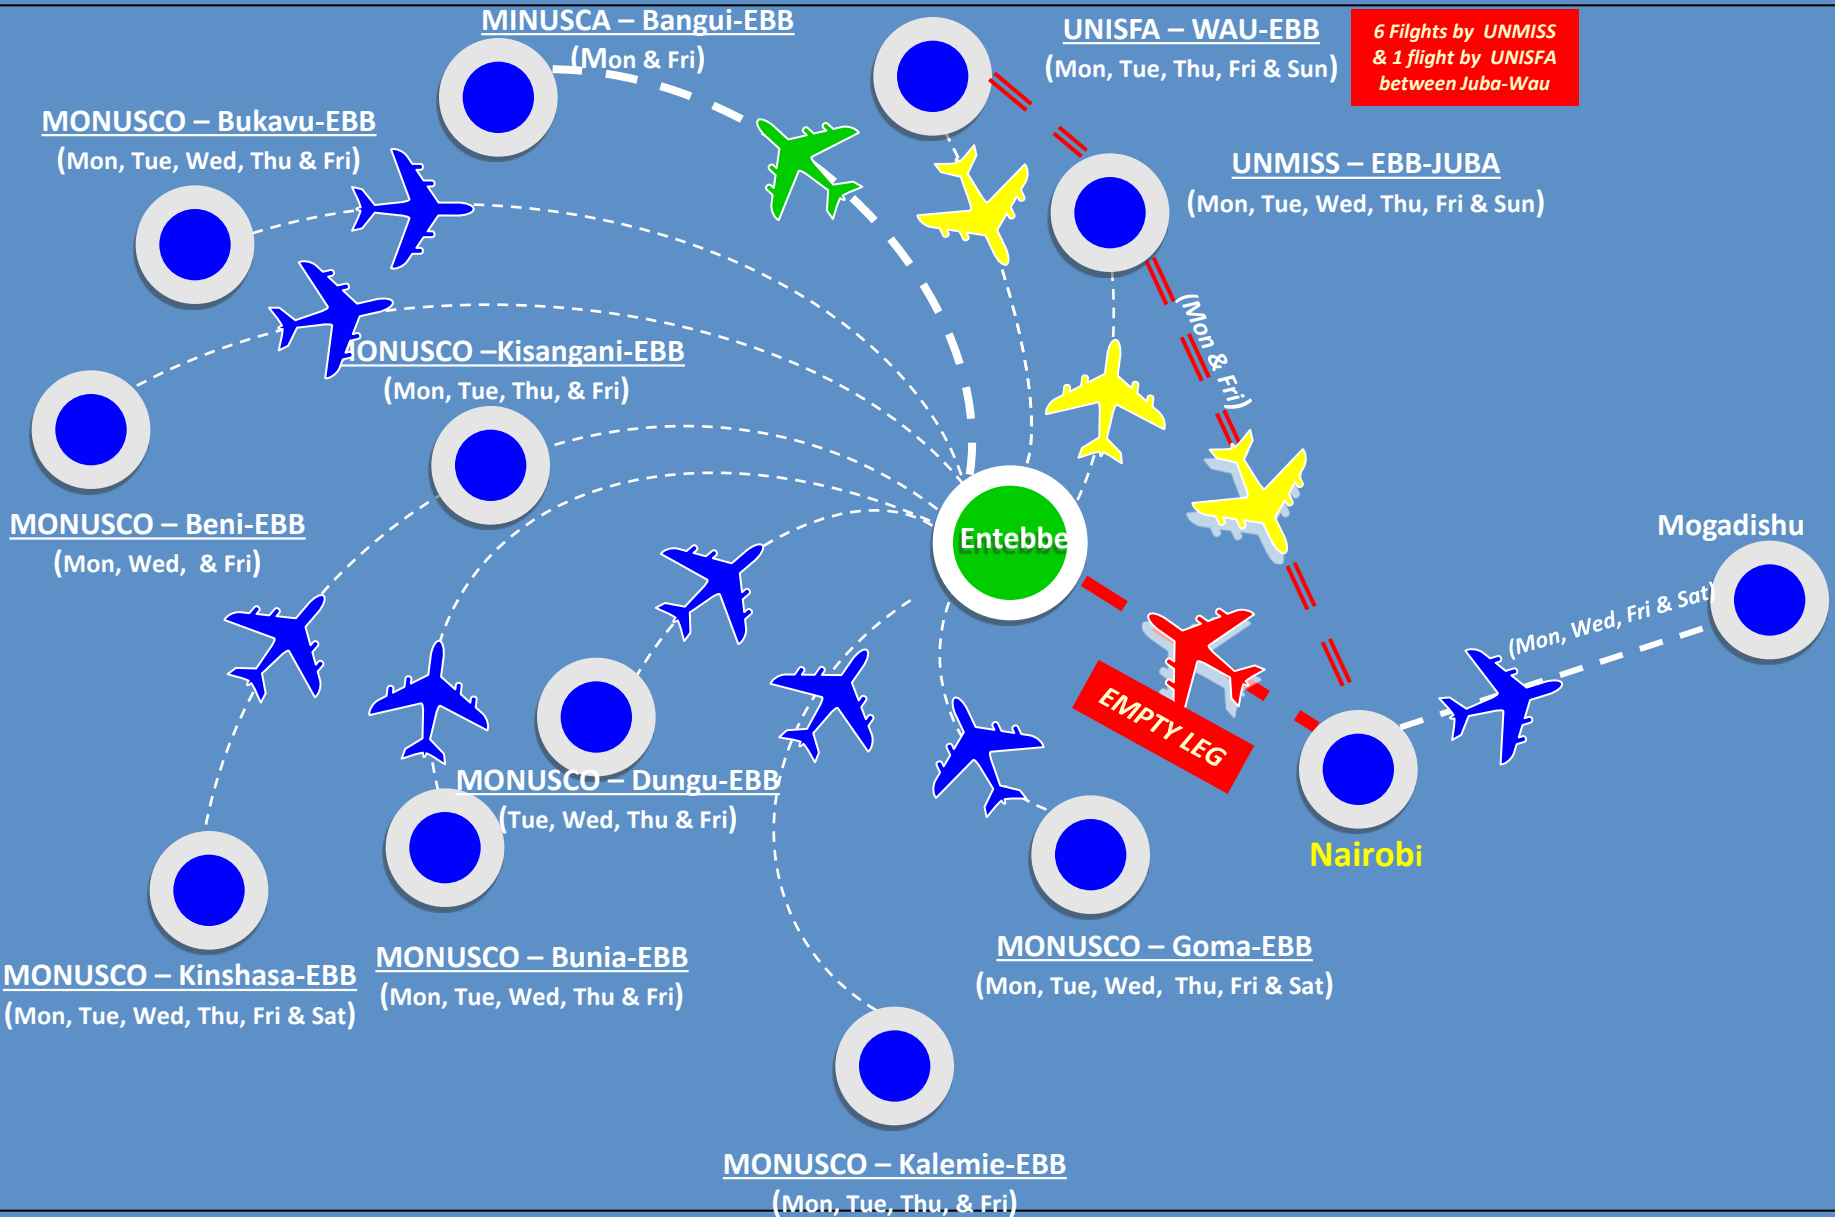 MINUSCA – Bangui-EBB
(Mon & Fri)
UNISFA – WAU-EBB
(Mon, Tue, Thu, Fri & Sun)
6 Filghts by UNMISS
& 1 flight by UNISFA
between Juba-Wau
MONUSCO – Bukavu-EBB
(Mon, Tue, Wed, Thu & Fri)
UNMISS – EBB-JUBA
(Mon, Tue, Wed, Thu, Fri & Sun)
(Mon & Fri)
MONUSCO –Kisangani-EBB
(Mon, Tue, Thu, & Fri)
MONUSCO – Beni-EBB
(Mon, Wed, & Fri)
Entebbe
Mogadishu
(Mon, Wed, Fri & Sat)
EMPTY LEG
MONUSCO – Dungu-EBB
(Tue, Wed, Thu & Fri)
Nairobi
MONUSCO – Kinshasa-EBB
(Mon, Tue, Wed, Thu, Fri & Sat)
MONUSCO – Bunia-EBB
(Mon, Tue, Wed, Thu & Fri)
MONUSCO – Goma-EBB
(Mon, Tue, Wed, Thu, Fri & Sat)
MONUSCO – Kalemie-EBB
(Mon, Tue, Thu, & Fri)